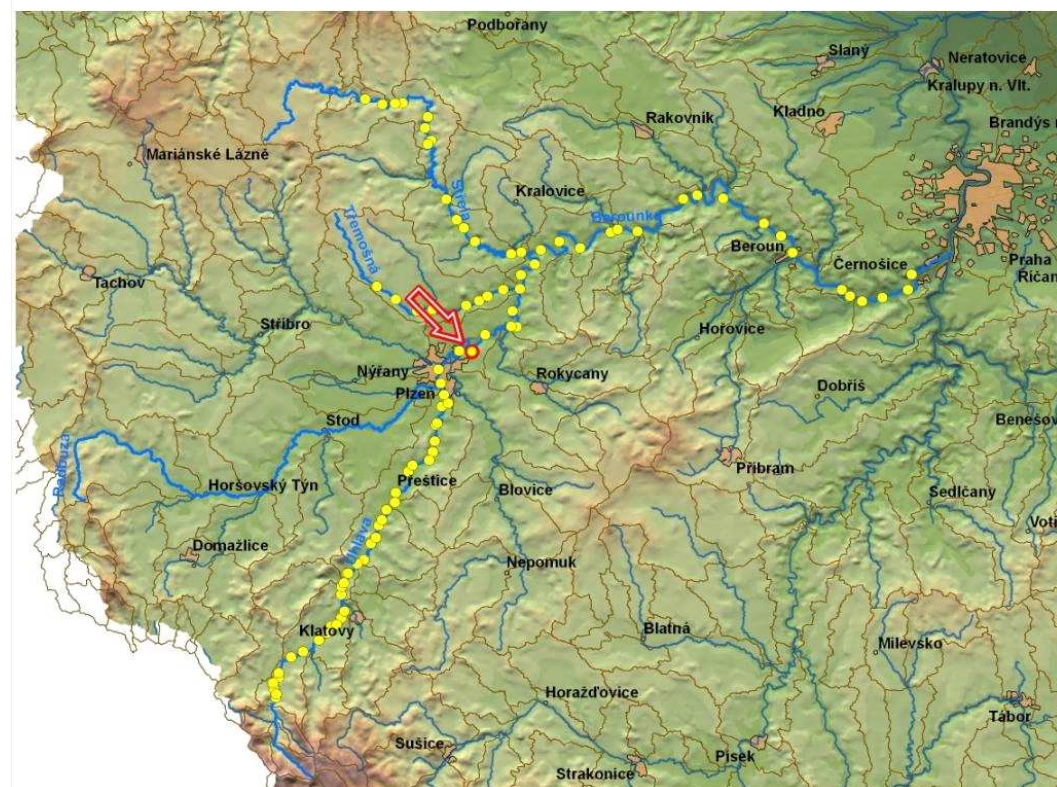 Podbořany
Slaný
Neratovice
Kralupy n. Vlt.
Kladno
Rakovník
Brandýs n
Mariánské Lázně
Kralovice
Střela
Třemošná
Berounka
Beroun
Černošice
Praha
Říčan
Tachov
Stříbro
Hořovice
Nýřany
Rokycany
Plzeň
Dobříš
Stod
Benešov
Radbuza
Příbram
Horšovský Týn
Přeštice
Blovice
Sedlčany
Úhlava
Voti
Domažlice
Nepomuk
Klatovy
Blatná
Milevsko
Horažďovice
Tábor
Sušice
Písek
Strakonice